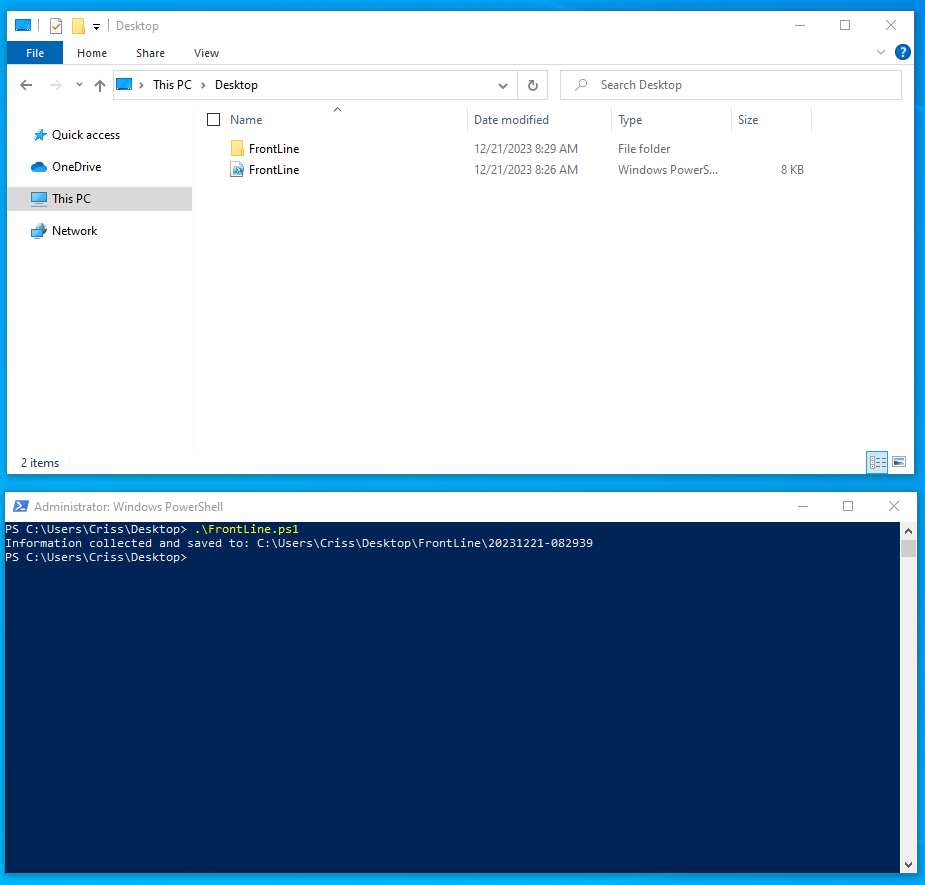 Desktop
File Home Share View
This PC Desktop Search Desktop
Name Date modified Type Size
Quick access
FrontLine 12/21/2023 8:29 AM File folder
OneDrive
FrontLine 12/21/2023 8:26 AM Windows PowerS... 8 KB
This PC
Network
2 items
Administrator: Windows PowerShell
PS C:\Users\Criss\Desktop> .\FrontLine.ps1
Information collected and saved to: C:\Users\Criss\Desktop\FrontLine\20231221-082939
PS C:\Users\Criss\Desktop>